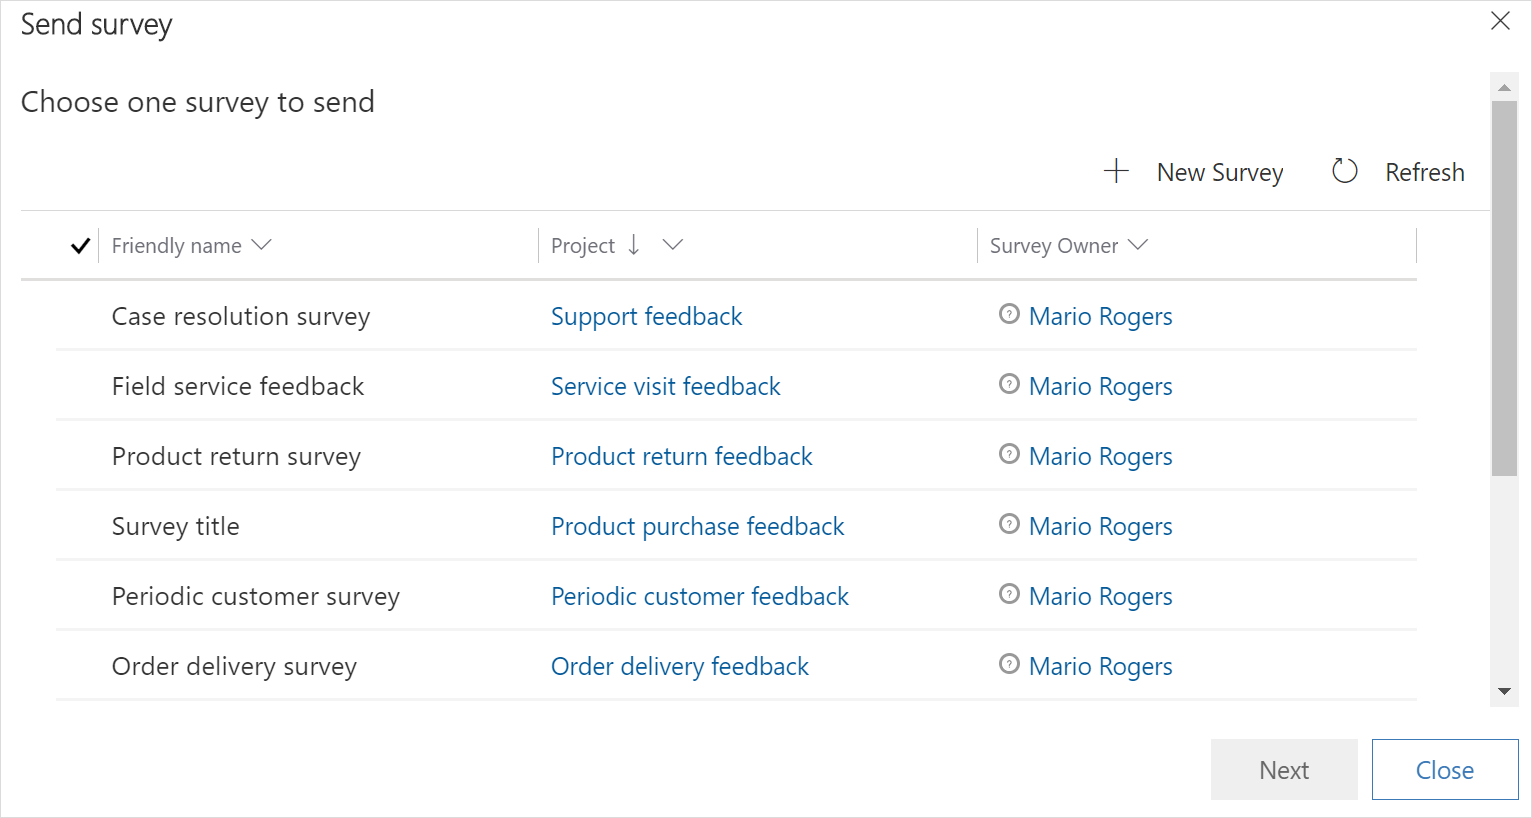 Send survey
Choose one survey to send
New Survey Refresh
Friendly name Project Survey Owner
Case resolution survey Support feedback ? Mario Rogers
Field service feedback Service visit feedback ? Mario Rogers
Product return survey Product return feedback ? Mario Rogers
Survey title Product purchase feedback ? Mario Rogers
Periodic customer survey Periodic customer feedback ? Mario Rogers
Order delivery survey Order delivery feedback ? Mario Rogers
Next Close